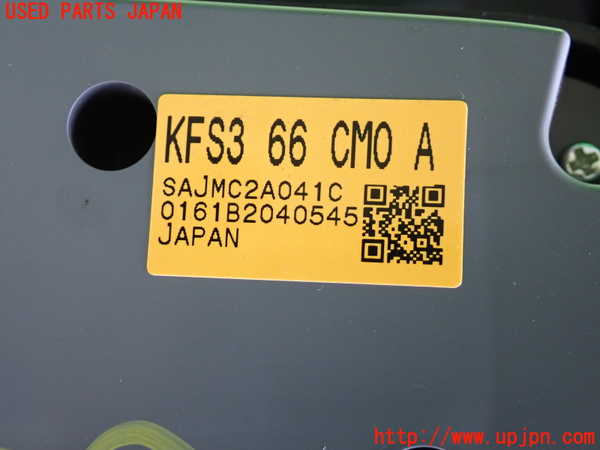 USED PARTS JAPAN
KFS3 66 CM0 A
SAJMC2A041C
0161B2040545
JAPAN
http://www.upjpn.com/